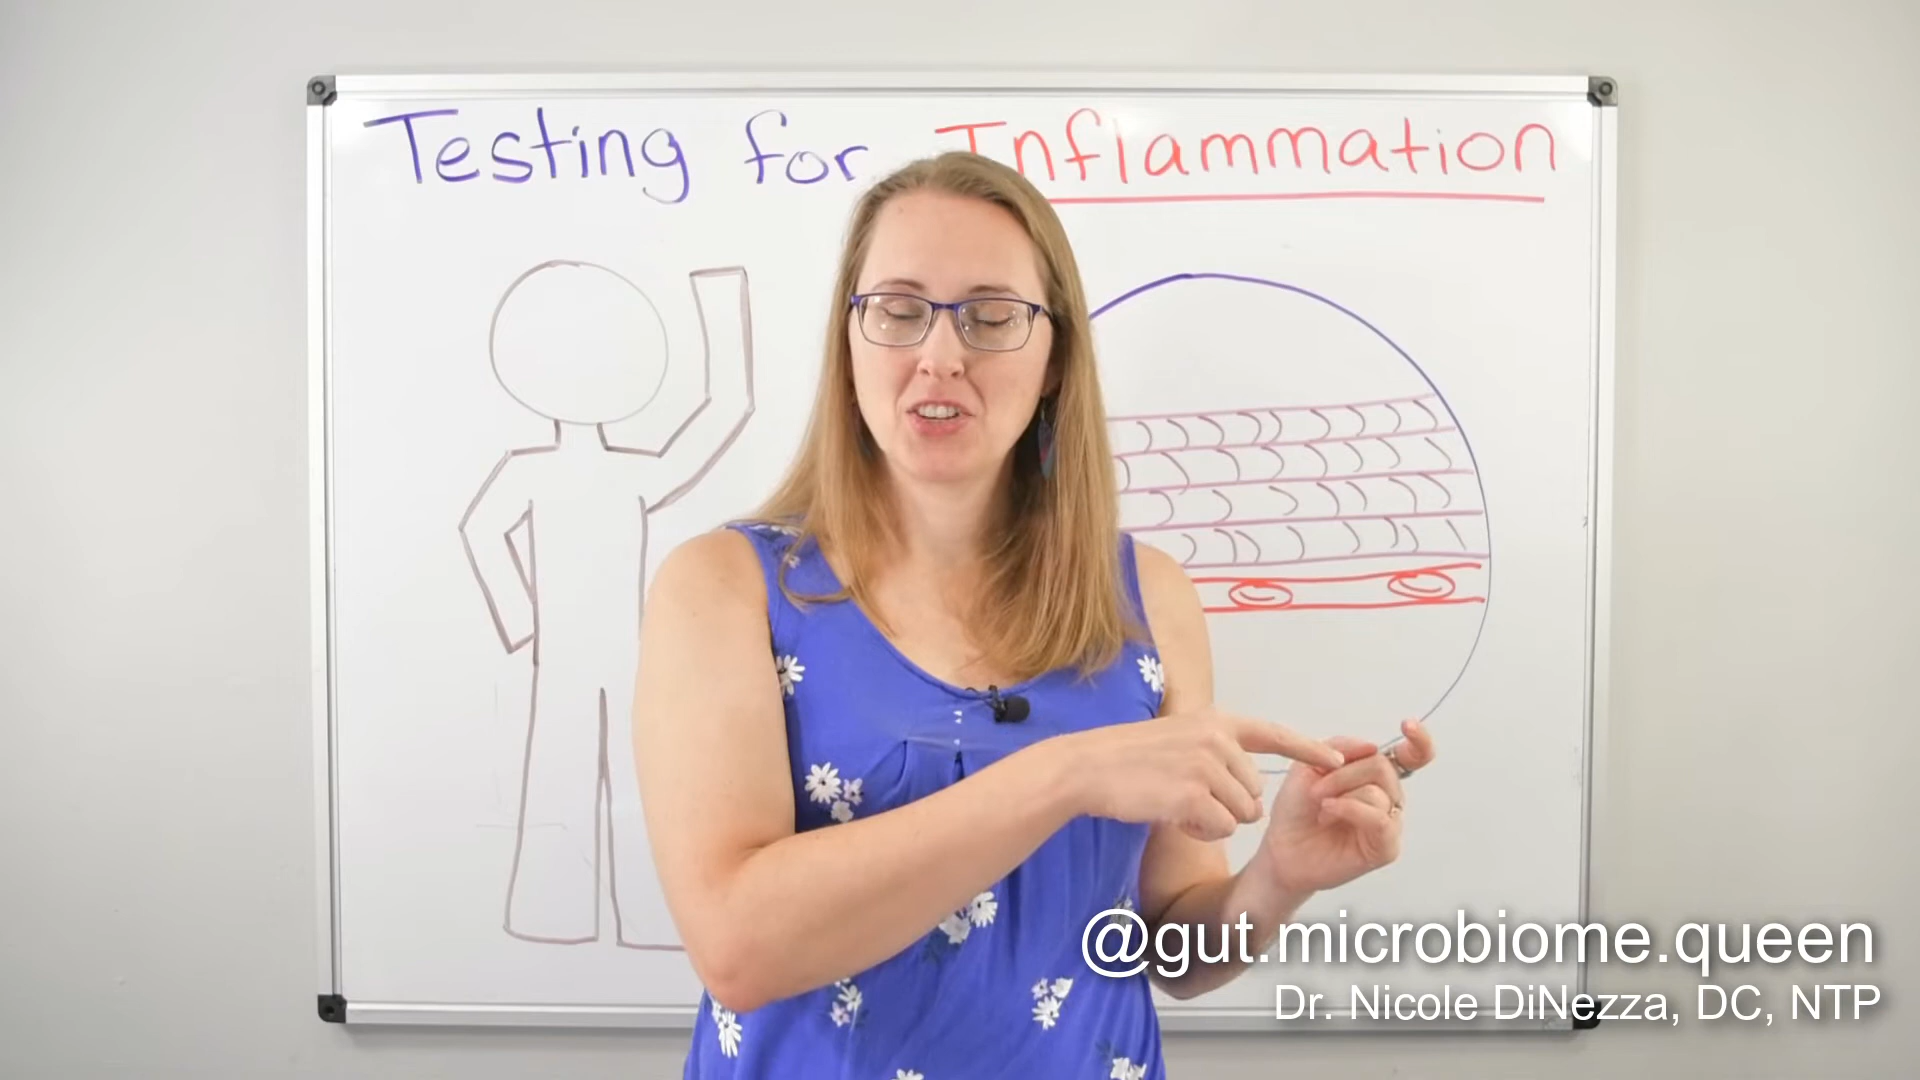 Testing for Inflammation
@gut.microbiome.queen
Dr. Nicole DiNezza, DC, NTP